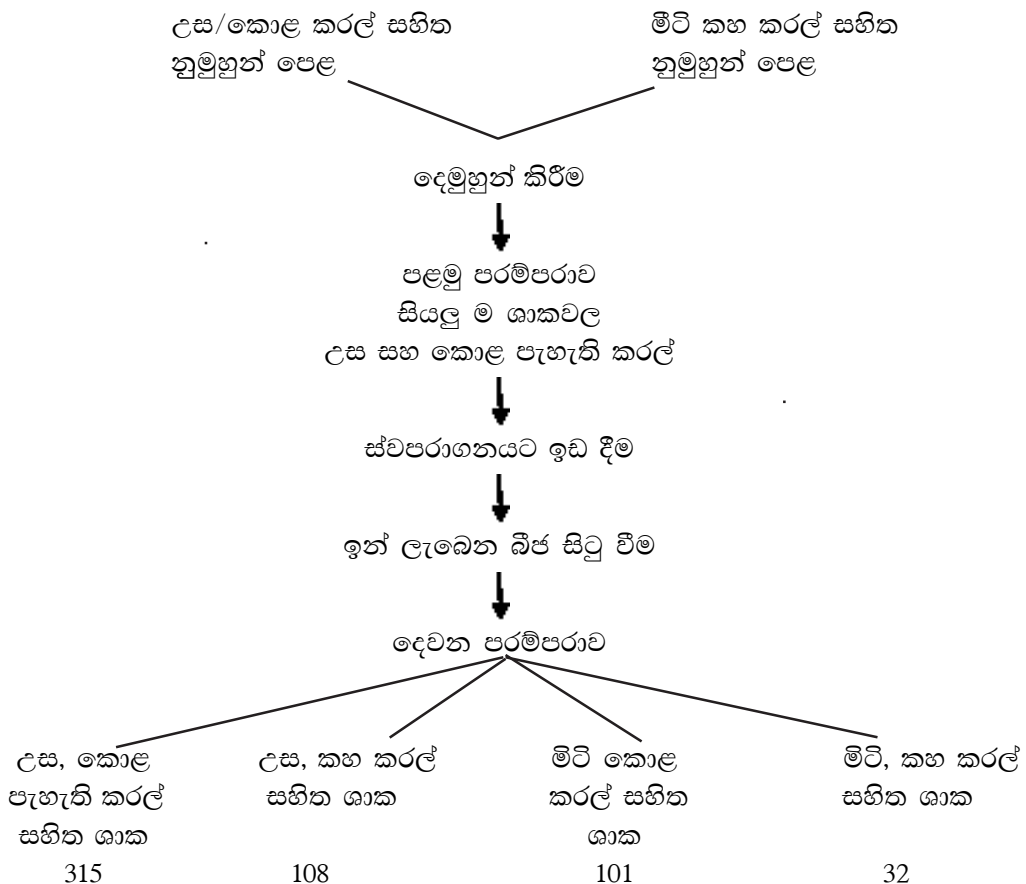 උස/කොළ කරල් සහිත
නුමුහුන් පෙළ
මීටි කහ කරල් සහිත
නුමුහුන් පෙළ
දෙමුහුන් කිරීම
පළමු පරම්පරාව
සියලු ම ශාකවල
උස සහ කොළ පැහැති කරල්
ස්වපරාගනයට ඉඩ දීම
ඉන් ලැබෙන බීජ සිටු වීම
දෙවන පරම්පරාව
උස, කොළ
පැහැති කරල්
සහිත ශාක
315
උස, කහ කරල්
සහිත ශාක
108
මිටි කොළ
කරල් සහිත
ශාක
101
මිටි, කහ කරල්
සහිත ශාක
32